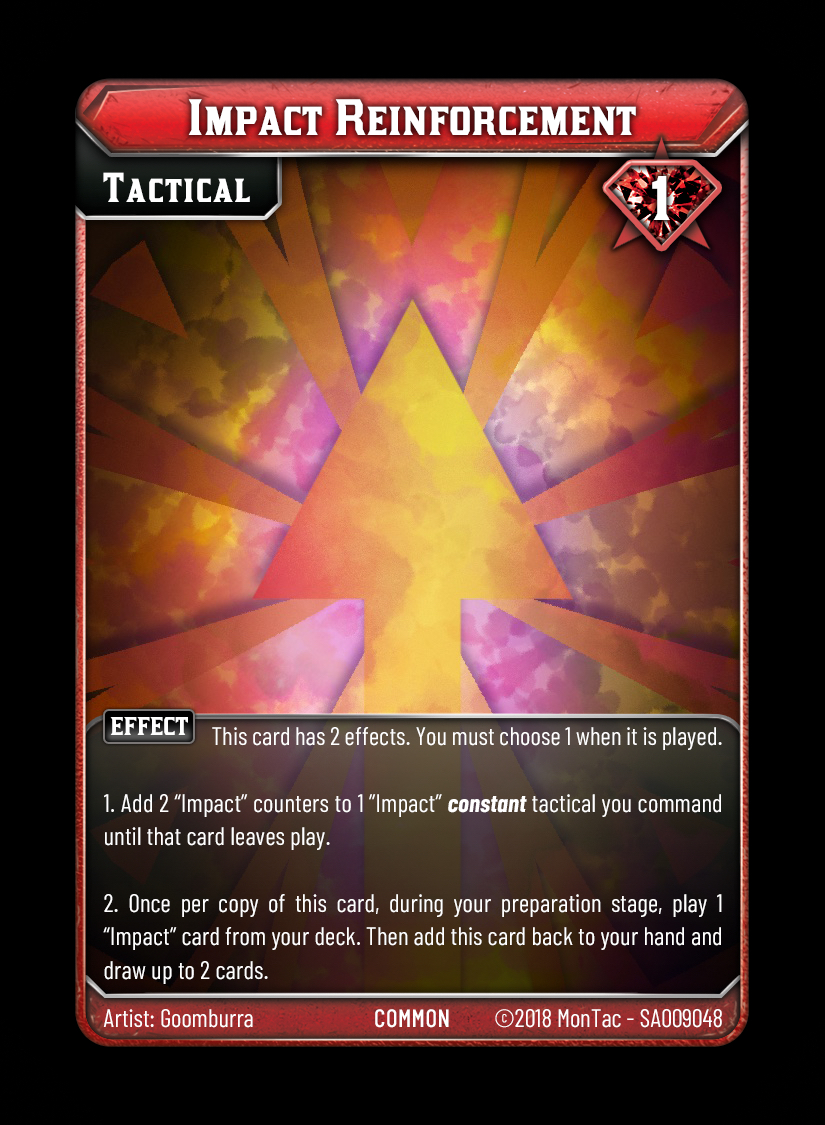 Impact Reinforcement
Tactical
1
EFFECT
This card has 2 effects. You must choose 1 when it is played.
1. Add 2 “Impact” counters to 1 ”Impact” constant tactical you command
until that card leaves play.
2. Once per copy of this card, during your preparation stage, play 1
“Impact” card from your deck. Then add this card back to your hand and
draw up to 2 cards.
Artist: Goomburra
COMMON
©2018 MonTac - SA009048